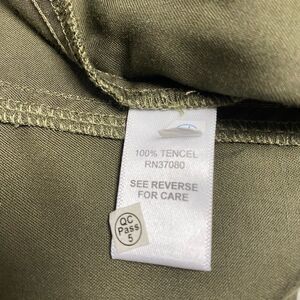 100% TENCEL
RN37080
SEE REVERSE
FOR CARE
QC
Pass
5